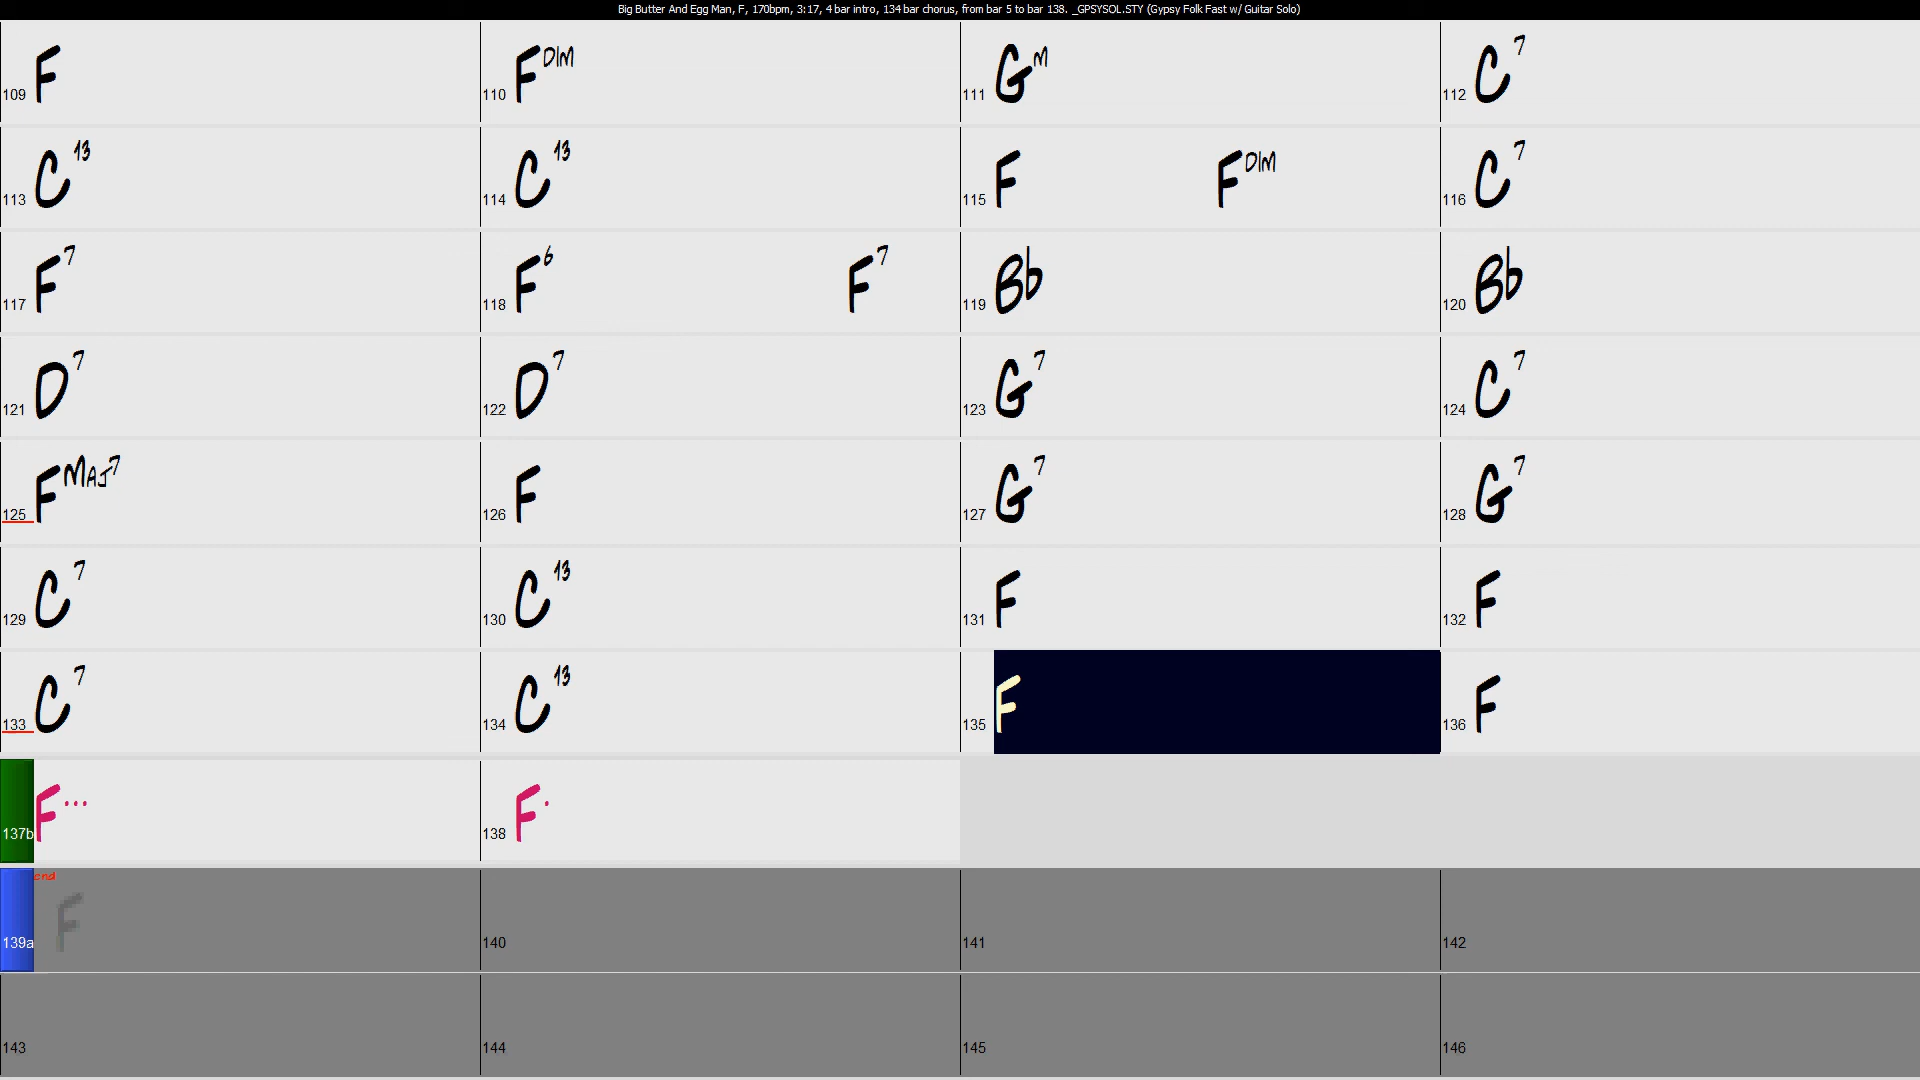 Big Butter And Egg Man, F, 170bpm, 3:17, 4 bar intro, 134 bar chorus, from bar 5 to bar 138. _GPSYSOL.STY (Gypsy Folk Fast w/ Guitar Solo)
109 F 110 FDIM 111 GM 112 C7
113 C13 114 C13 115 F FDIM 116 C7
117 F7 118 F6 F7 119 Bb 120 Bb
121 D7 122 D7 123 G7 124 C7
125 FMAJ7 126 F 127 G7 128 G7
129 C7 130 C13 131 F 132 F
133 C7 134 C13 135 F 136 F
137b F... 138 F.
end
139a F 140 141 142
143 144 145 146